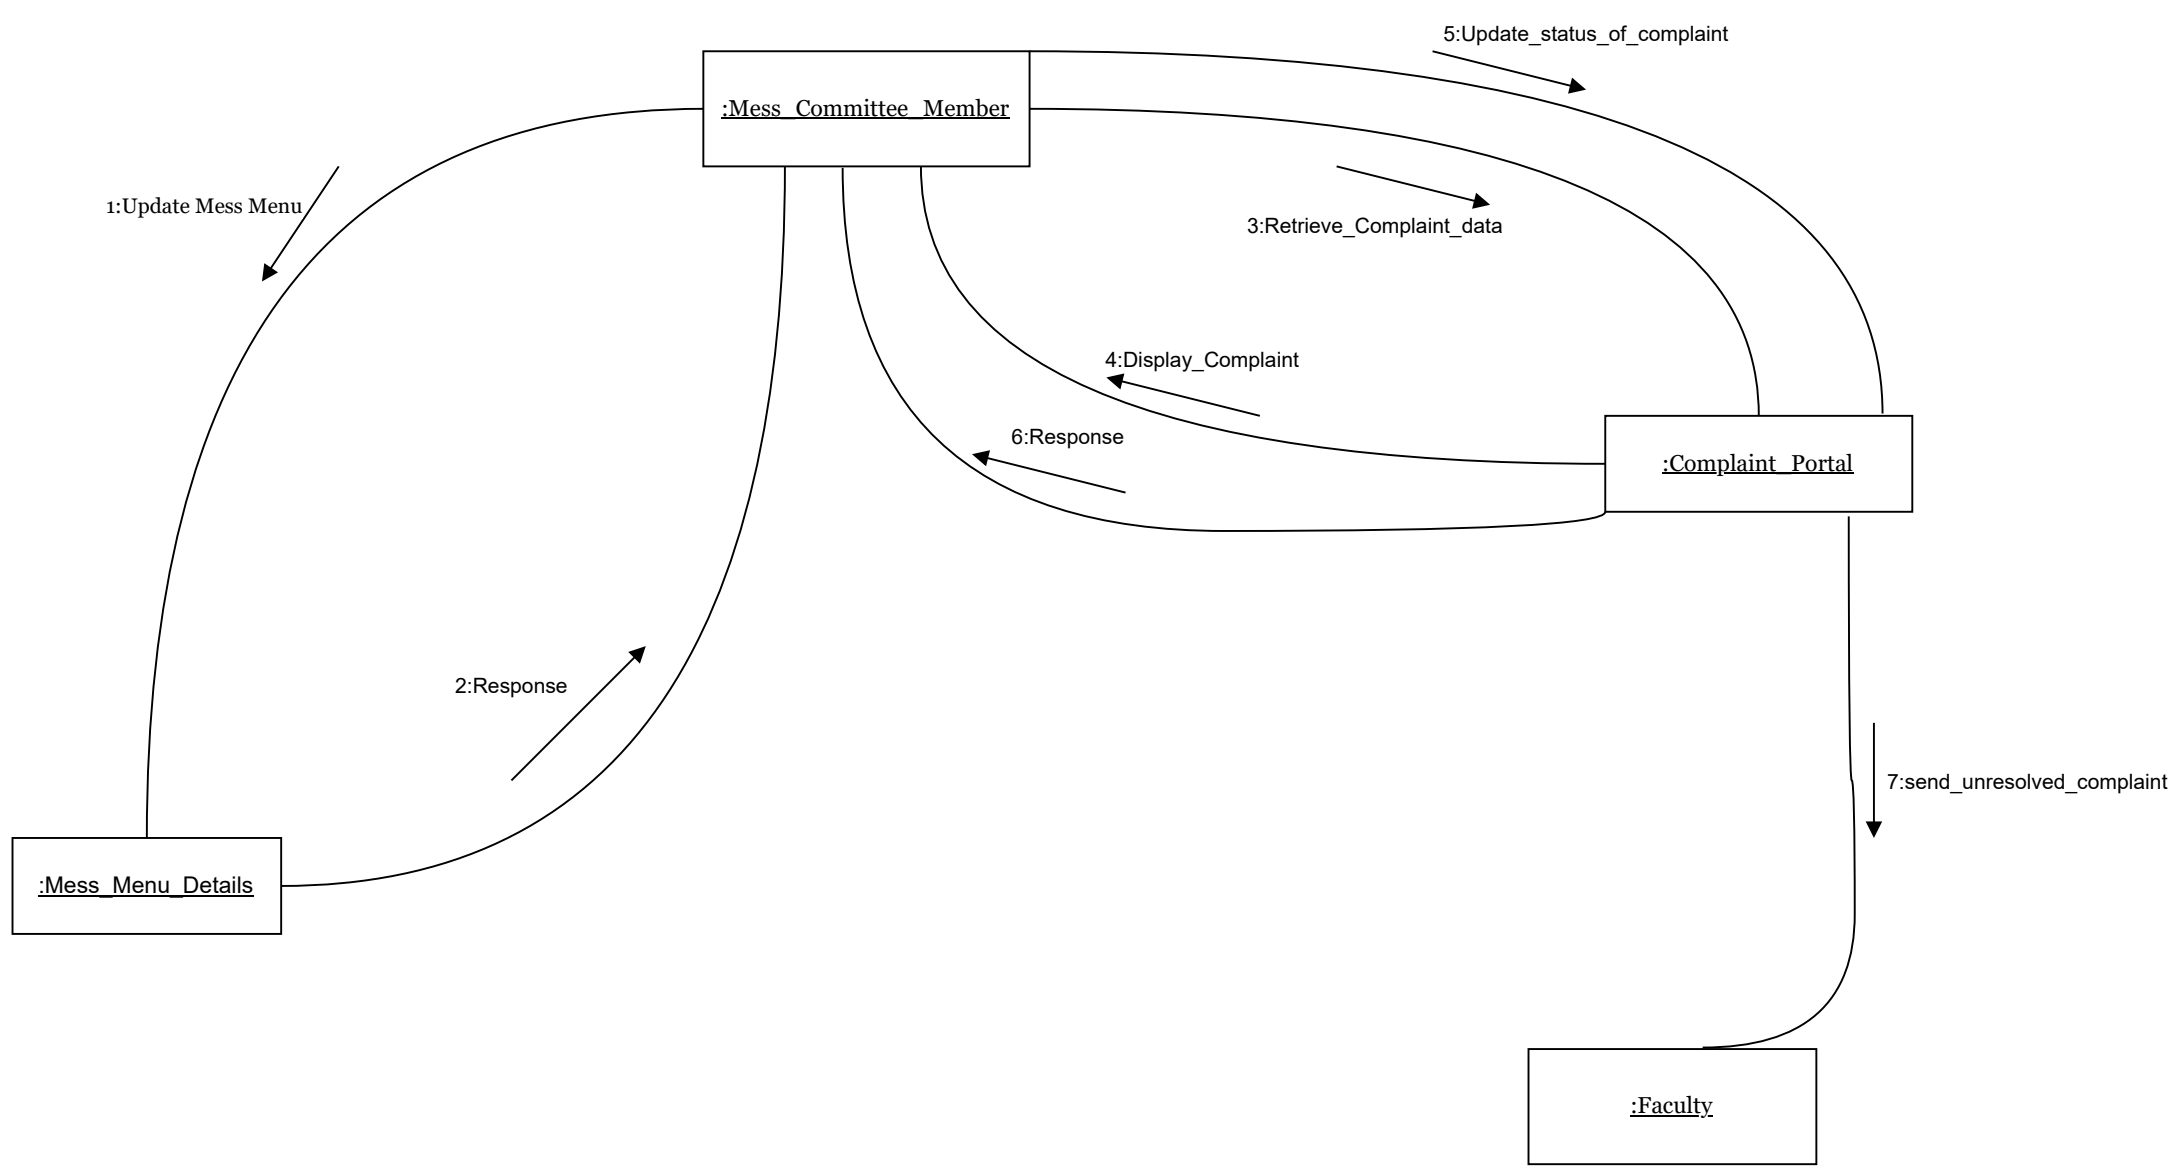 5:Update_status_of_complaint
:Mess_Committee_Member
1:Update Mess Menu
3:Retrieve_Complaint_data
4:Display_Complaint
6:Response
:Complaint_Portal
2:Response
7:send_unresolved_complaint
:Mess_Menu_Details
:Faculty